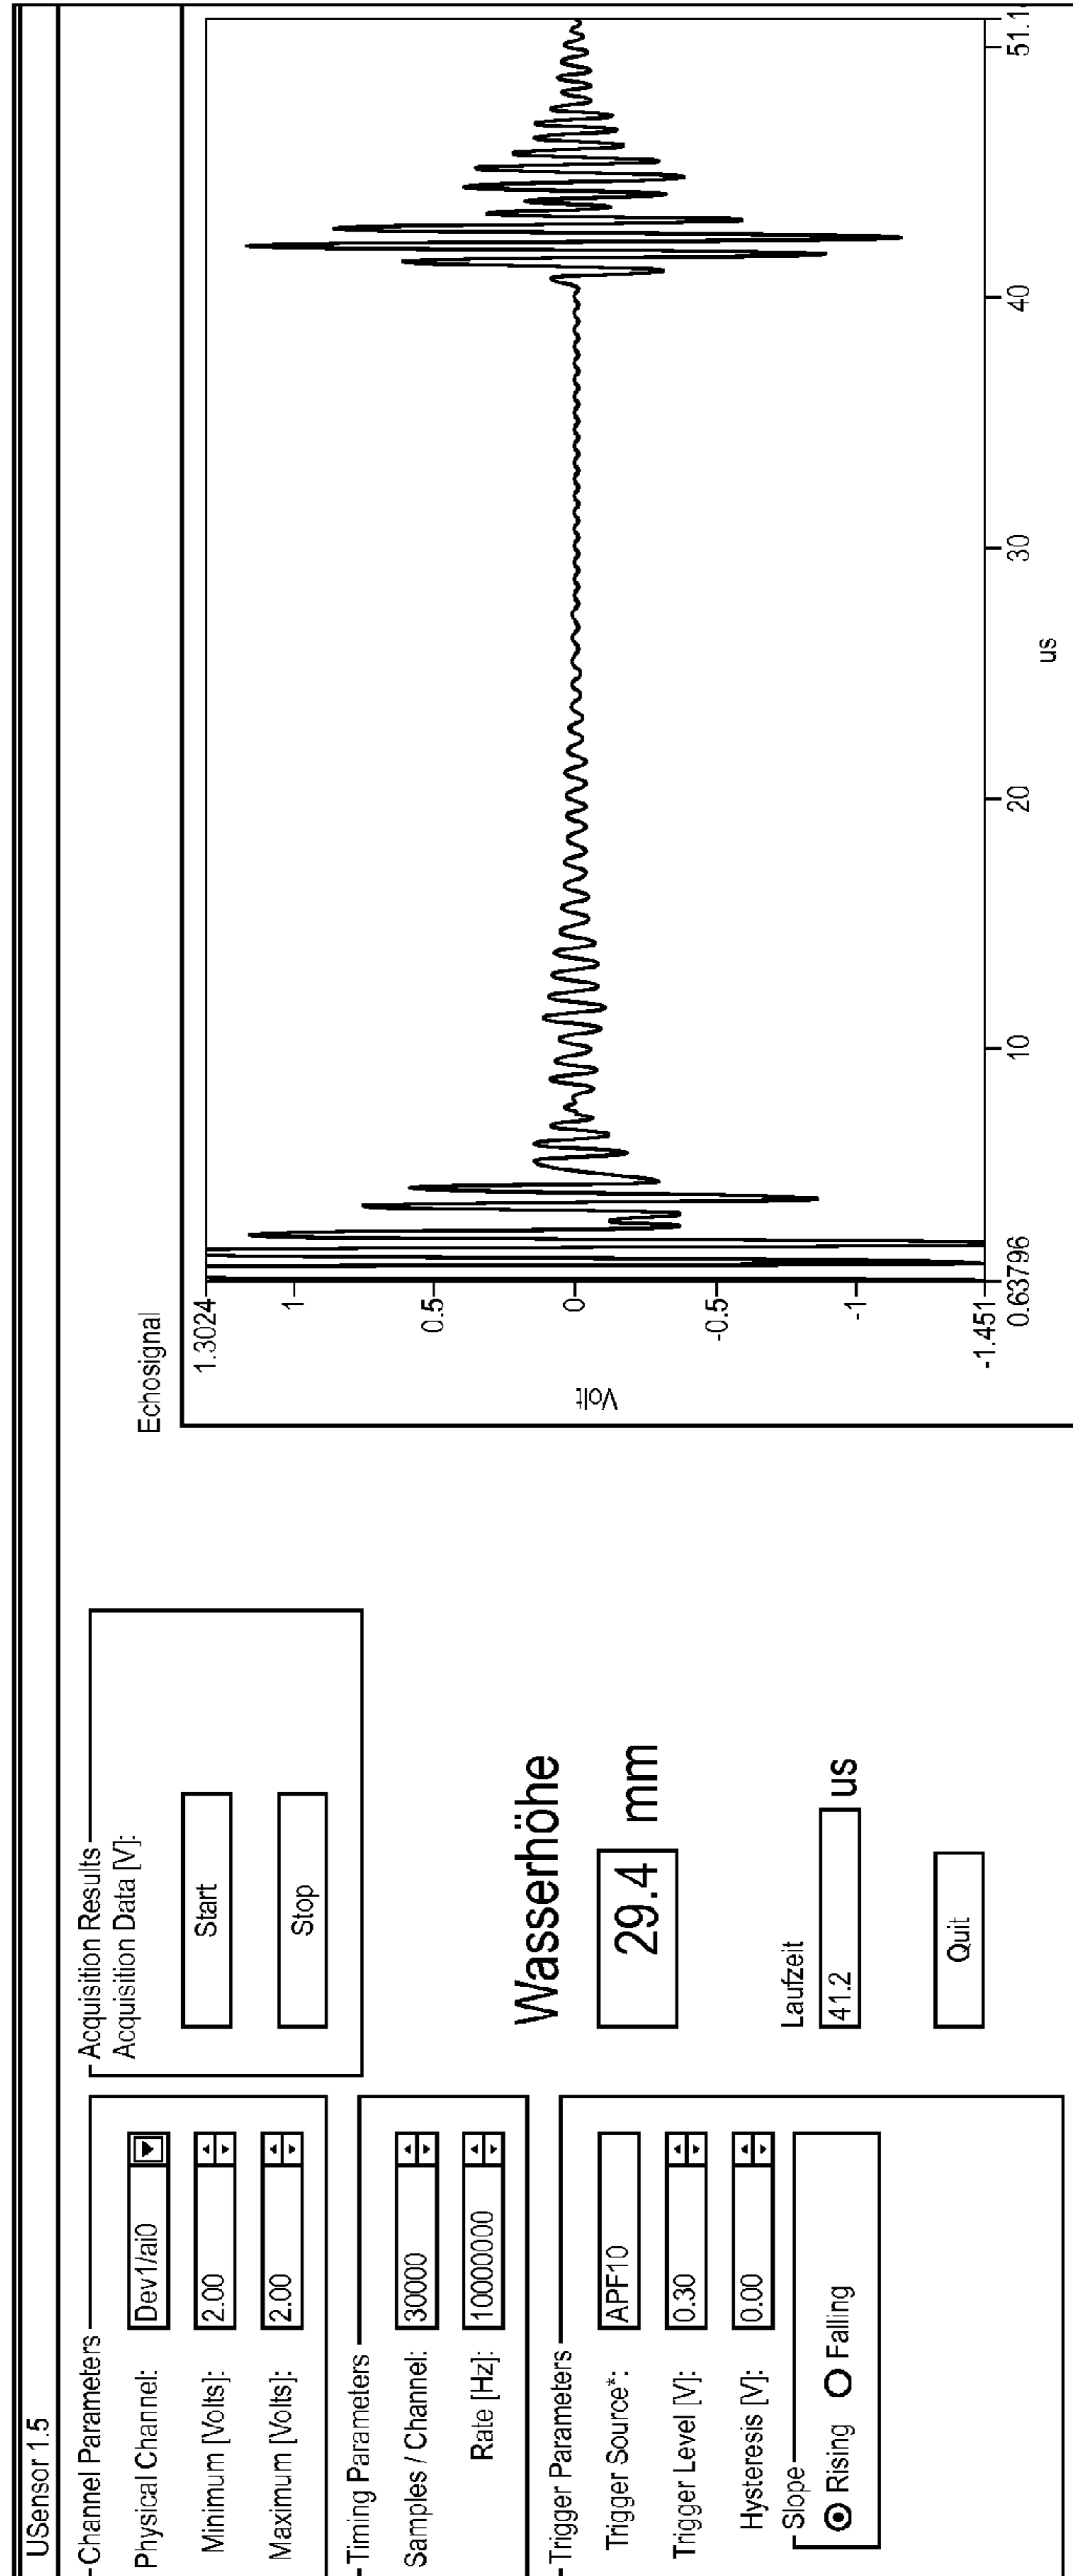 USensor 1.5
Channel Parameters
Physical Channel: Dev1/ai0
Minimum [Volts]: 2.00
Maximum [Volts]: 2.00
Timing Parameters
Samples / Channel: 30000
Rate [Hz]: 10000000
Trigger Parameters
Trigger Source*: APF10
Trigger Level [V]: 0.30
Hysteresis [V]: 0.00
Slope
Rising Falling
Acquisition Results
Acquisition Data [V]:
Start
Stop
Wasserhöhe
29.4 mm
Laufzeit
41.2 us
Quit
Echosignal
1.3024
1
0.5
0
-0.5
-1
-1.451
Volt
0.63796 10 20 30 40 51.1
us